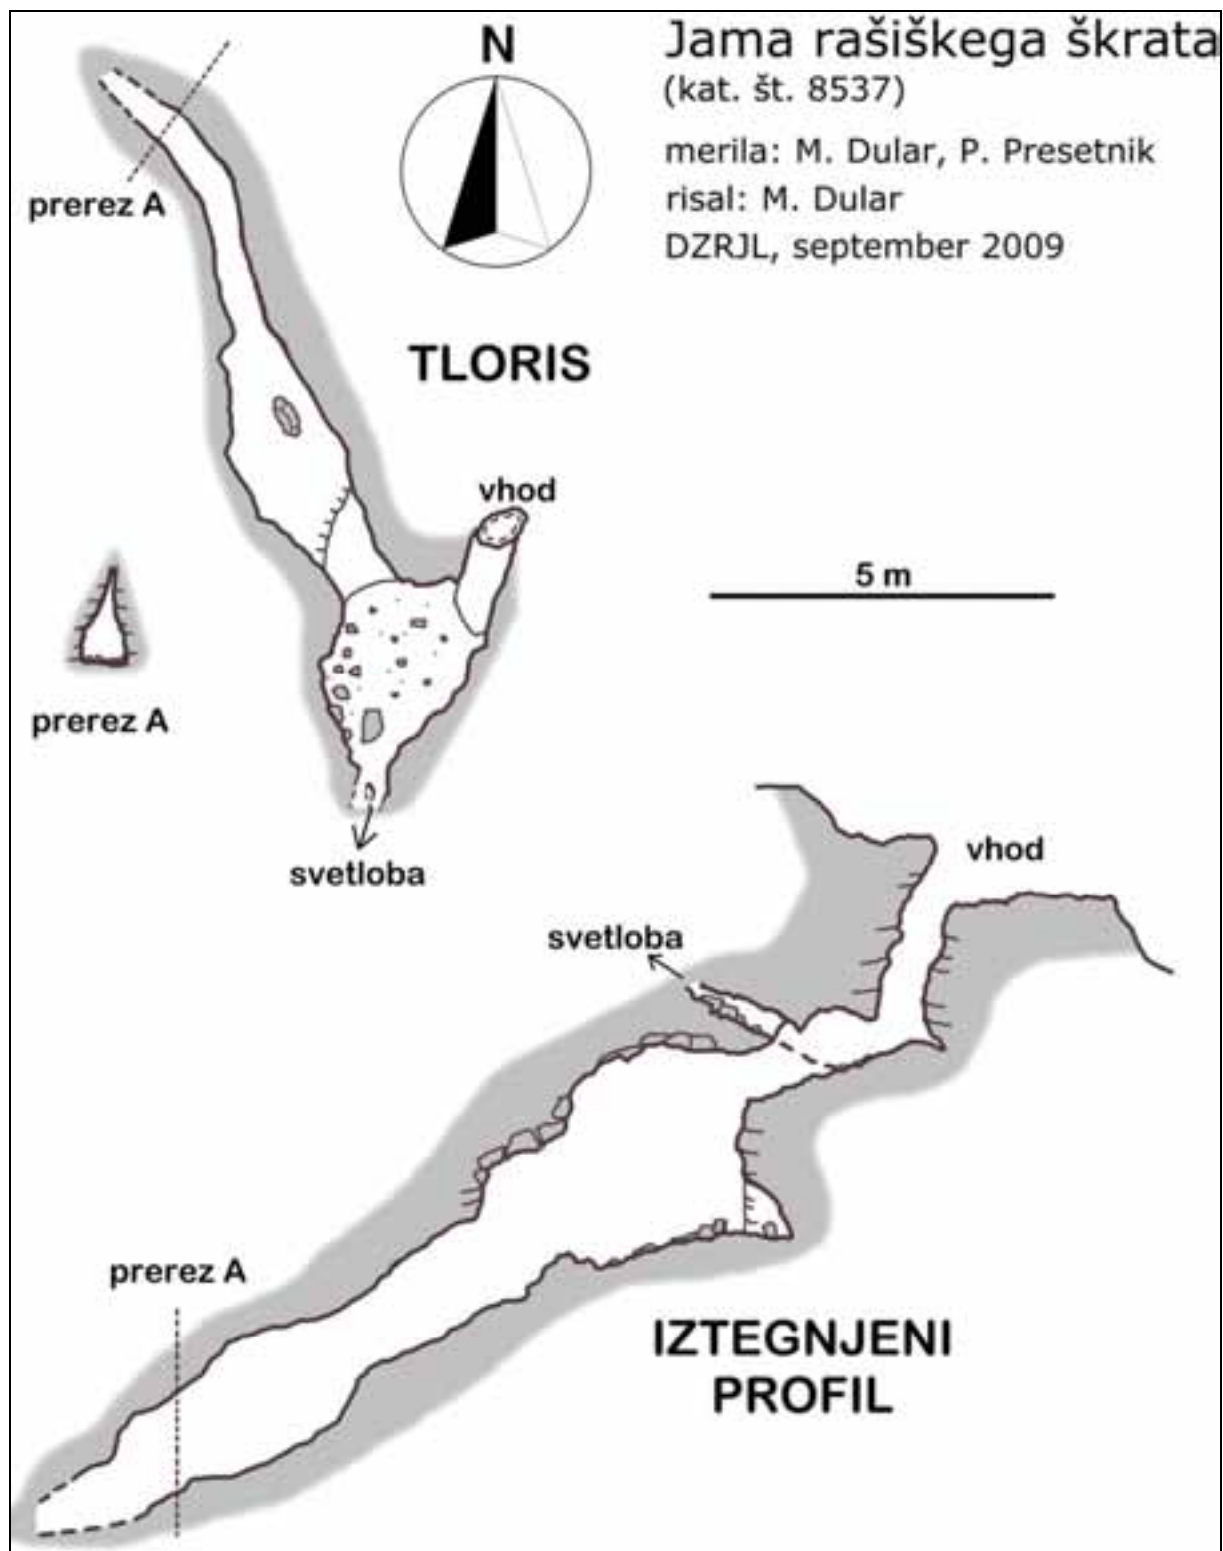 Jama rašiškega škrata
(kat. št. 8537)
merila: M. Dular, P. Presetnik
risal: M. Dular
DZRJL, september 2009
N
prerez A
TLORIS
vhod
5 m
prerez A
svetloba
vhod
svetloba
prerez A
IZTEGNJENI
PROFIL